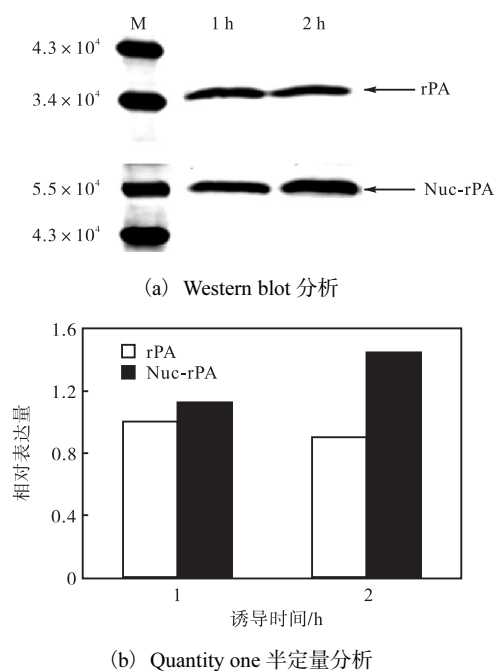 M 1 h 2 h
4.3 × 10⁴
3.4 × 10⁴
rPA
5.5 × 10⁴
Nuc-rPA
4.3 × 10⁴
(a) Western blot 分析
1.6
1.2
0.8
0.4
0
相对表达量
rPA
Nuc-rPA
1 2
诱导时间/h
(b) Quantity one 半定量分析